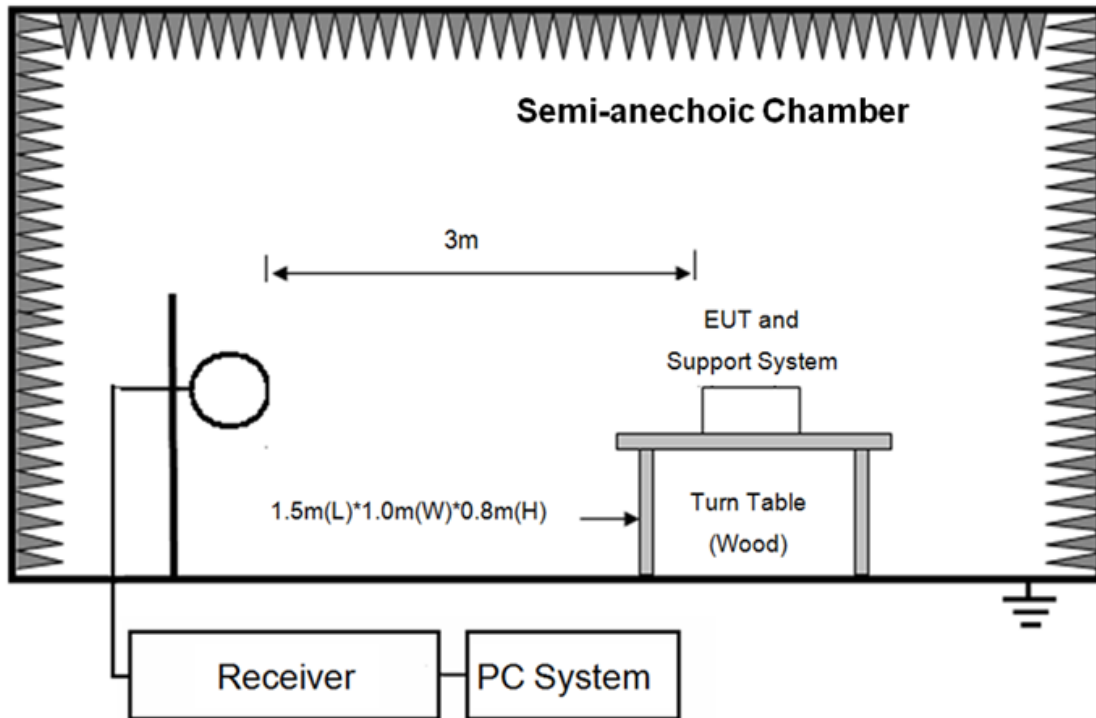 Semi-anechoic Chamber
3m
EUT and
Support System
1.5m(L)*1.0m(W)*0.8m(H)
Turn Table
(Wood)
Receiver
PC System